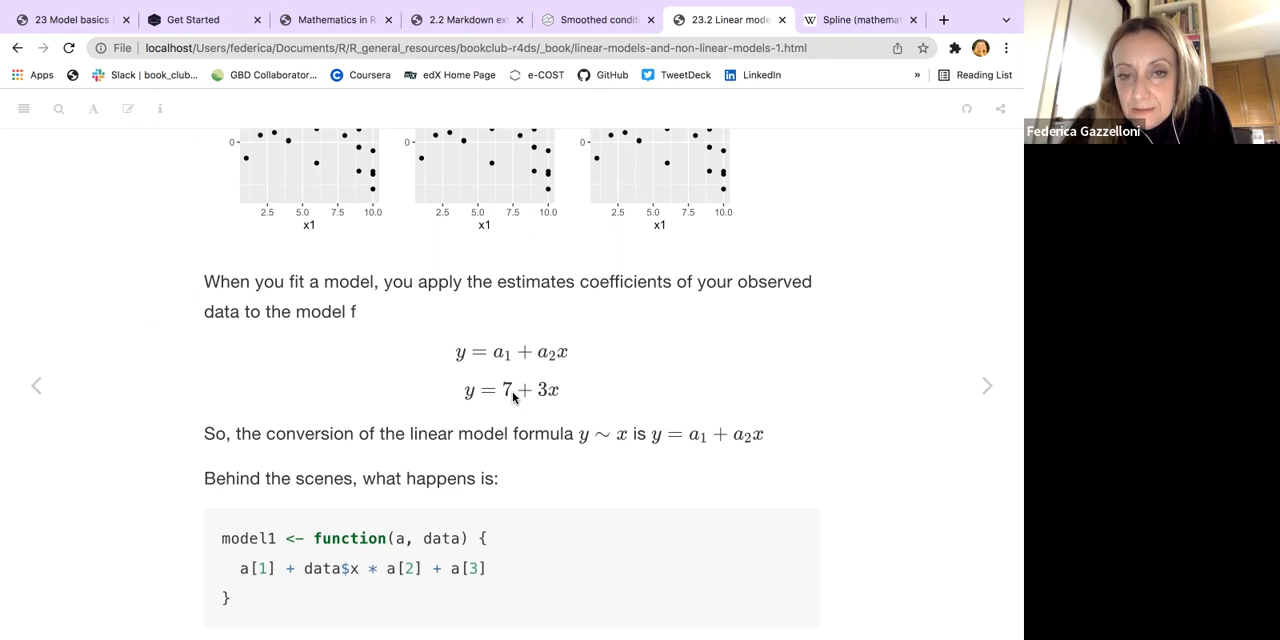 23 Model basics
Get Started
Mathematics in R
2.2 Markdown ex
Smoothed condit
23.2 Linear mode
Spline (mathemat
File localhost/Users/federica/Documents/R/R_general_resources/bookclub-r4ds/_book/linear-models-and-non-linear-models-1.html
Apps Slack | book_club... GBD Collaborator... Coursera edX Home Page e-COST GitHub TweetDeck LinkedIn » Reading List
Federica Gazzelloni
0 0 0
2.5 5.0 7.5 10.0 2.5 5.0 7.5 10.0 2.5 5.0 7.5 10.0
x1 x1 x1
When you fit a model, you apply the estimates coefficients of your observed
data to the model f
y = a₁ + a₂x
y = 7 + 3x
So, the conversion of the linear model formula y ∼ x is y = a₁ + a₂x
Behind the scenes, what happens is:
model1 <- function(a, data) {
a[1] + data$x * a[2] + a[3]
}